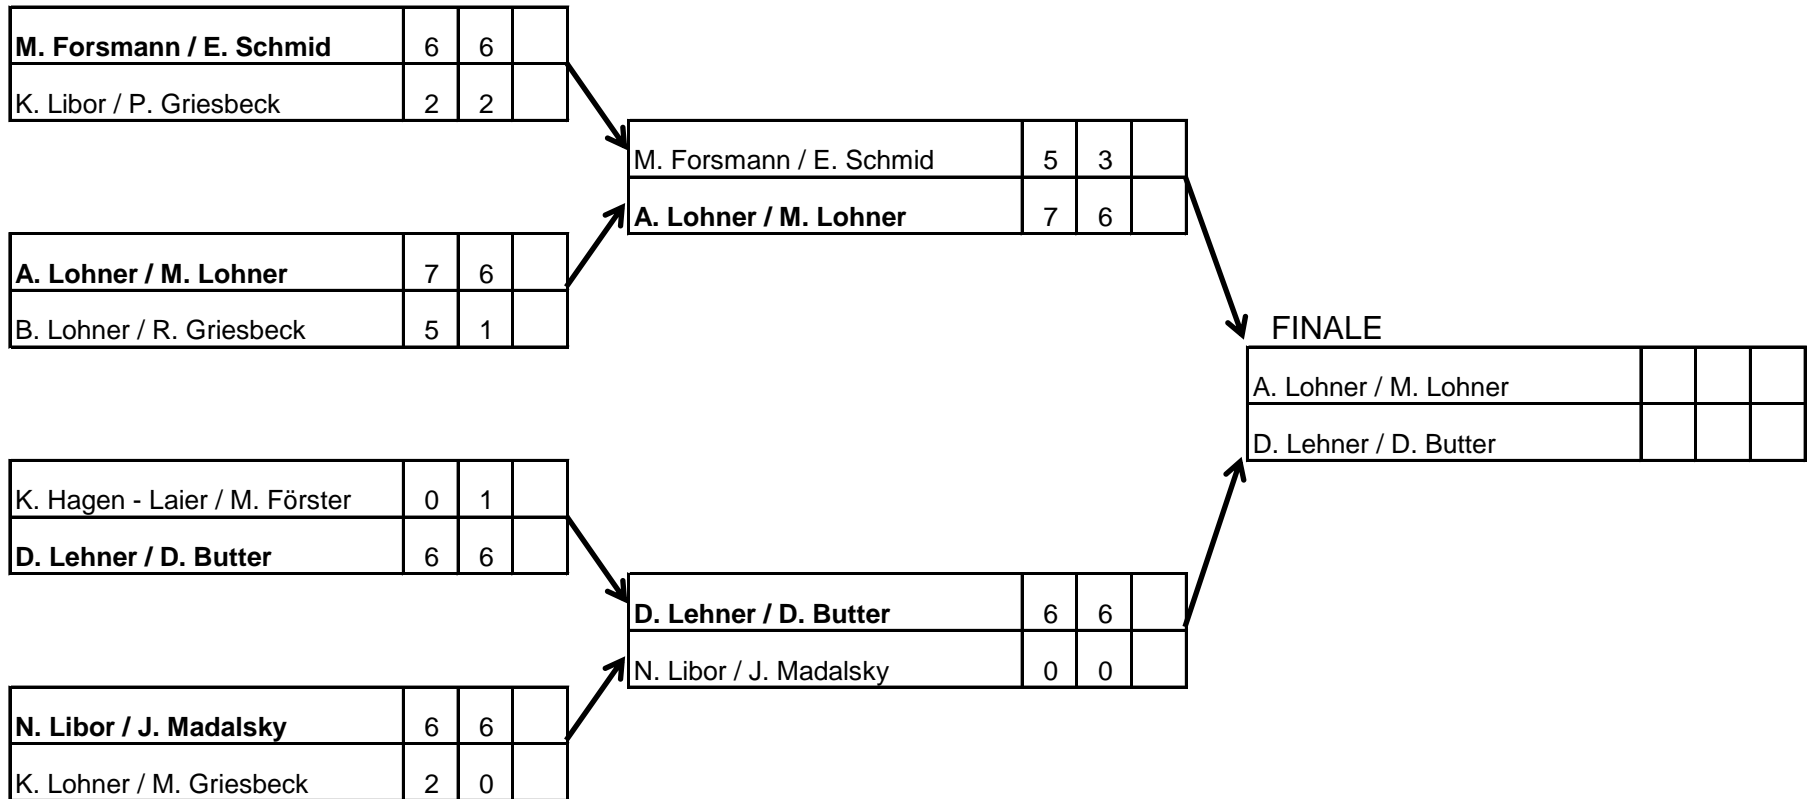 M. Forsmann / E. Schmid 6 6
K. Libor / P. Griesbeck 2 2
M. Forsmann / E. Schmid 5 3
A. Lohner / M. Lohner 7 6
A. Lohner / M. Lohner 7 6
B. Lohner / R. Griesbeck 5 1
FINALE
A. Lohner / M. Lohner
D. Lehner / D. Butter
K. Hagen - Laier / M. Förster 0 1
D. Lehner / D. Butter 6 6
D. Lehner / D. Butter 6 6
N. Libor / J. Madalsky 0 0
N. Libor / J. Madalsky 6 6
K. Lohner / M. Griesbeck 2 0